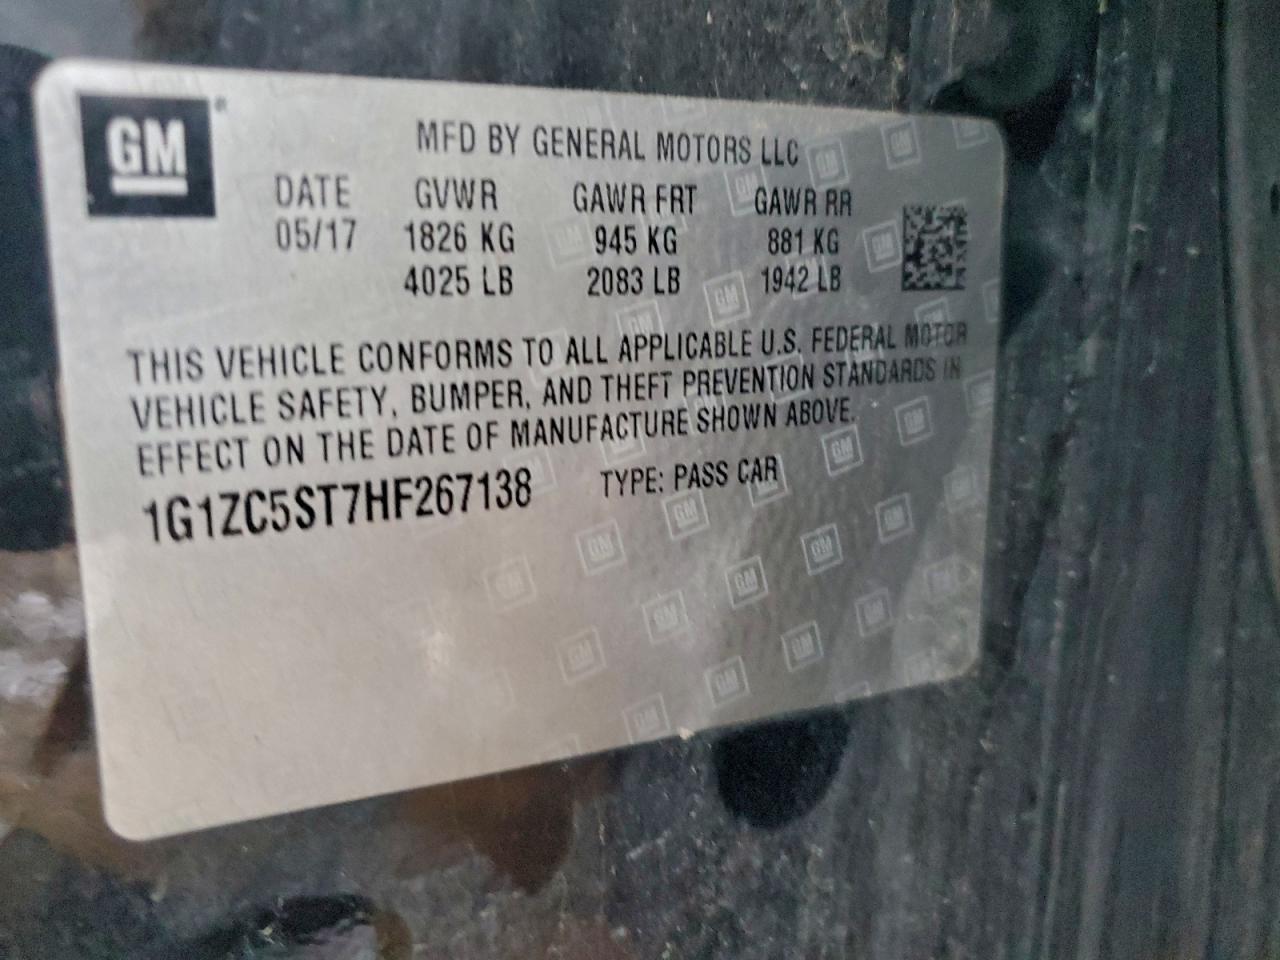 GM
MFD BY GENERAL MOTORS LLC
DATE GVWR GAWR FRT GAWR RR
05/17 1826 KG 945 KG 881 KG
4025 LB 2083 LB 1942 LB
THIS VEHICLE CONFORMS TO ALL APPLICABLE U.S. FEDERAL MOTOR
VEHICLE SAFETY, BUMPER, AND THEFT PREVENTION STANDARDS IN
EFFECT ON THE DATE OF MANUFACTURE SHOWN ABOVE.
1G1ZC5ST7HF267138 TYPE: PASS CAR